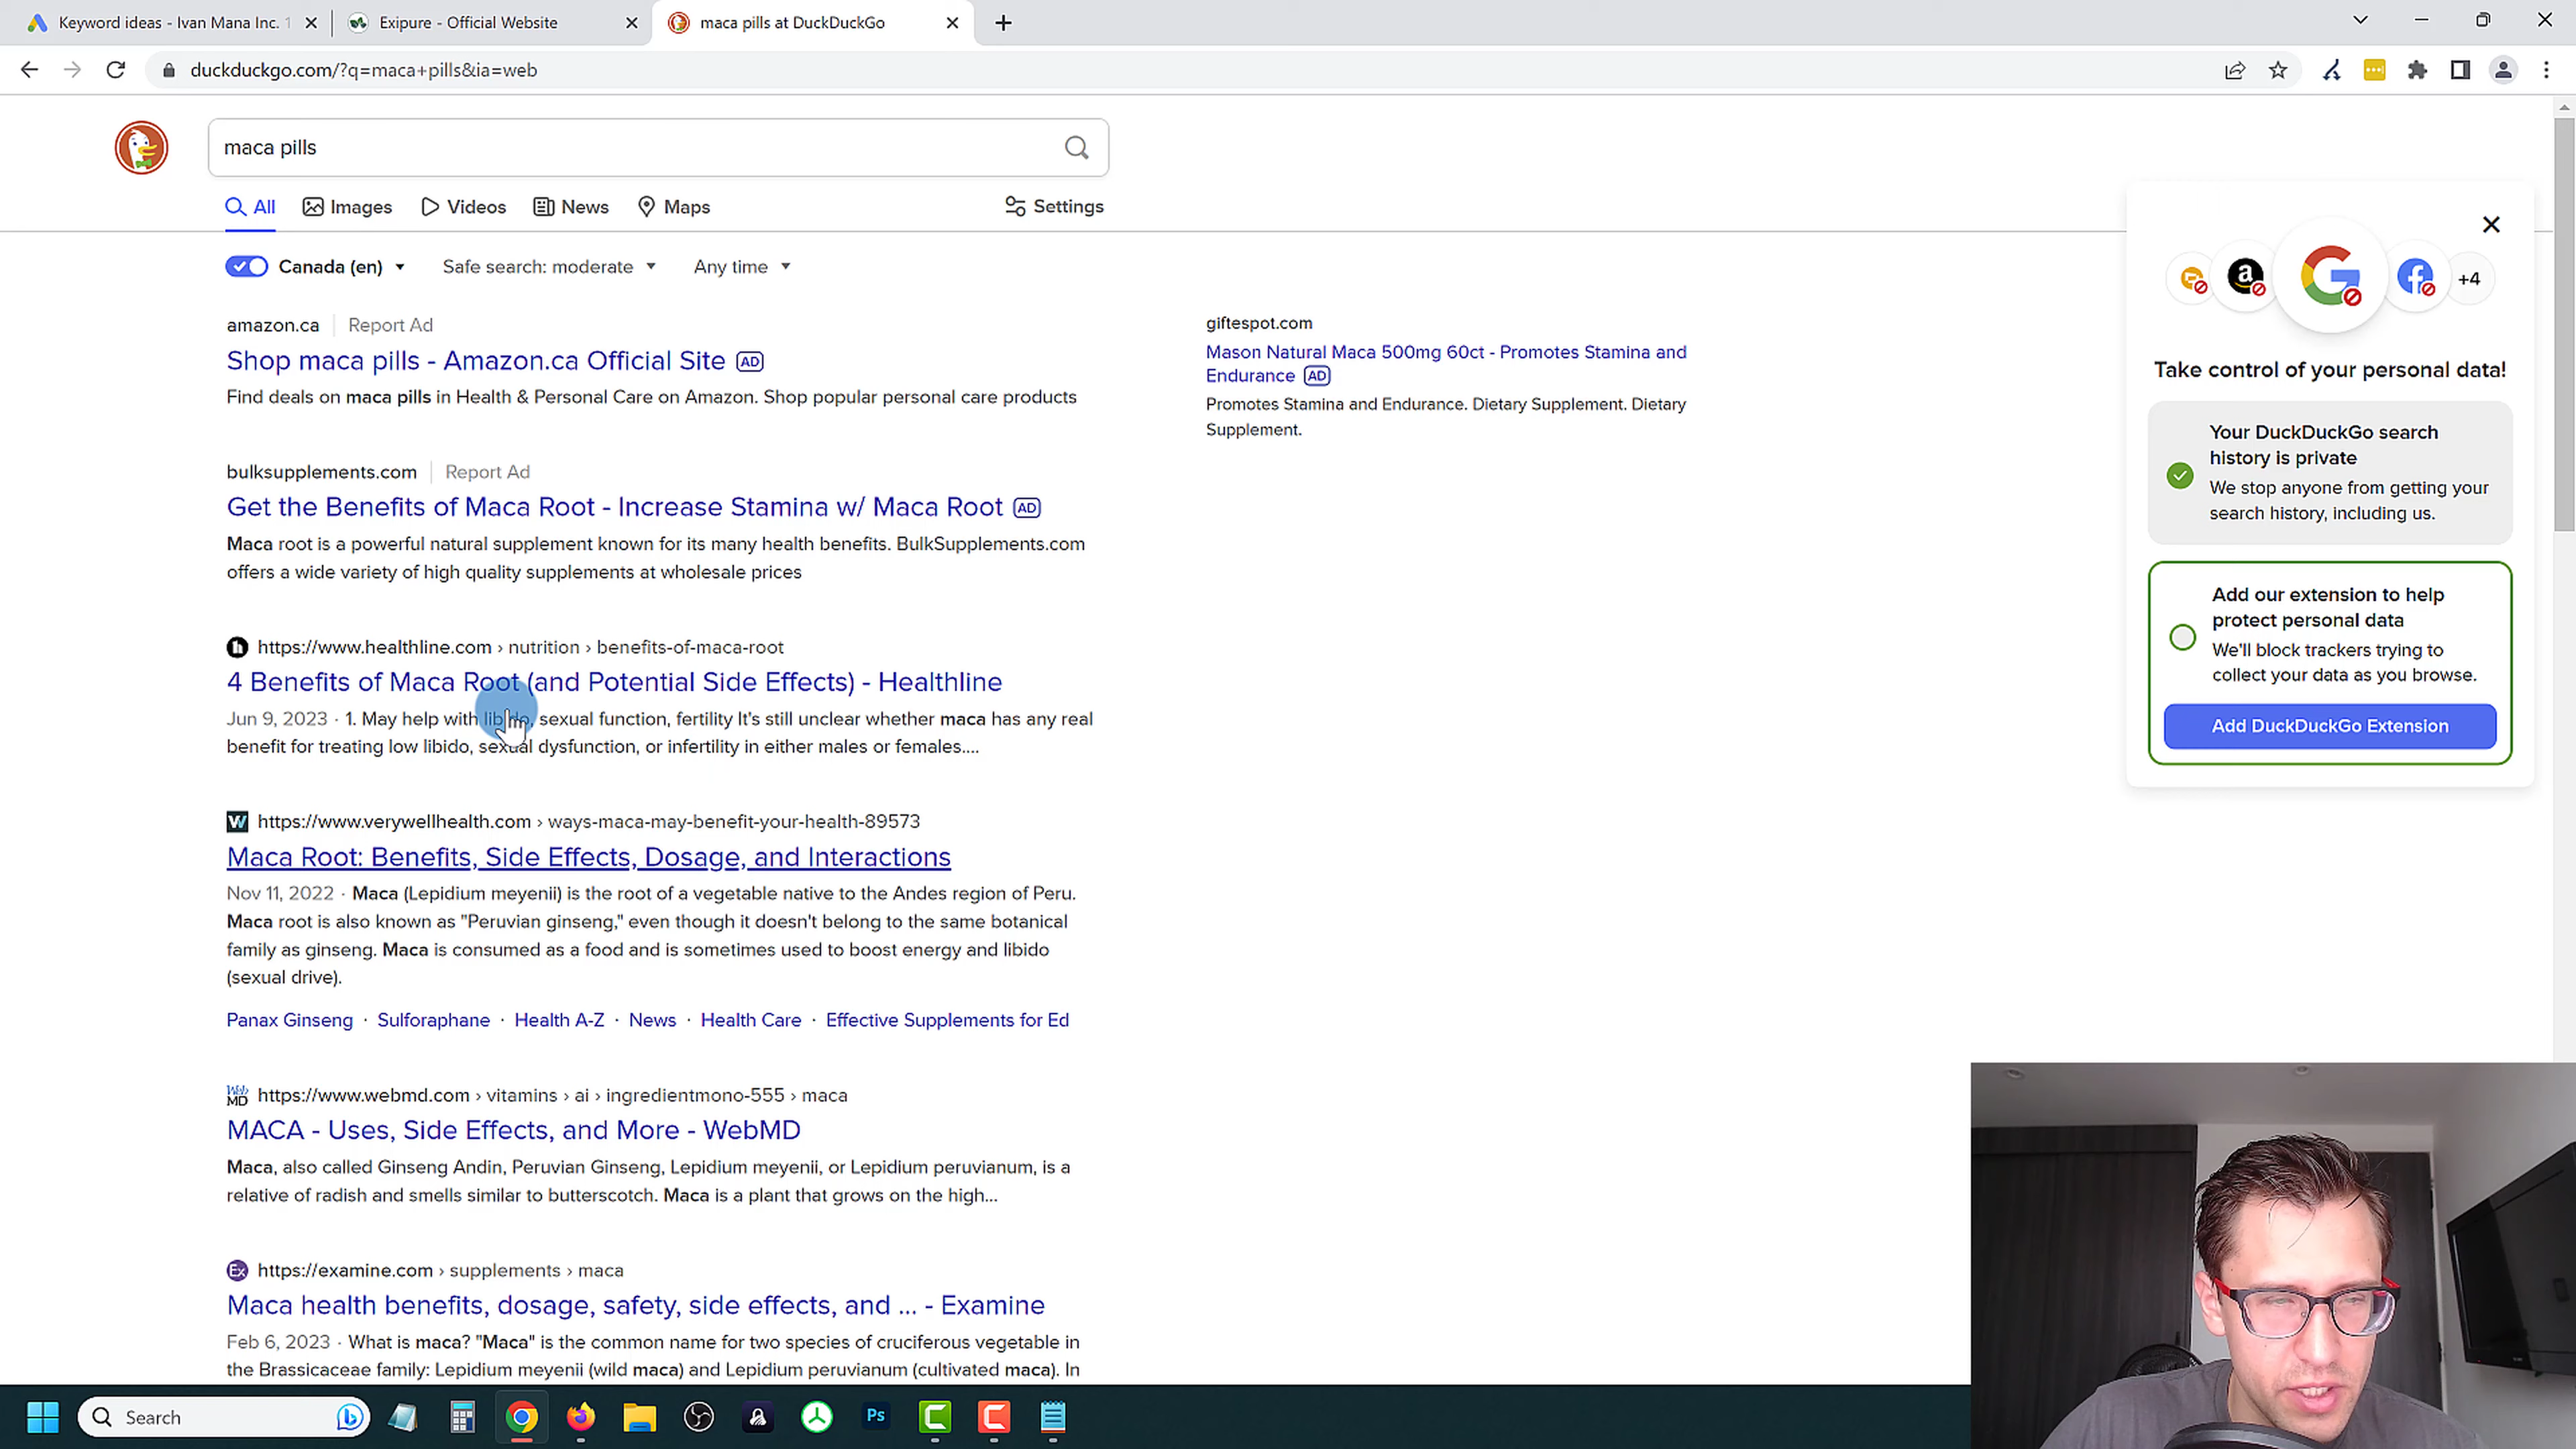 Keyword ideas - Ivan Mana Inc. 1
Exipure - Official Website
maca pills at DuckDuckGo
duckduckgo.com/?q=maca+pills&ia=web
maca pills
All
Images
Videos
News
Maps
Settings
Canada (en)
Safe search: moderate
Any time
amazon.ca
Report Ad
Shop maca pills - Amazon.ca Official Site AD
Find deals on maca pills in Health & Personal Care on Amazon. Shop popular personal care products
bulksupplements.com
Report Ad
Get the Benefits of Maca Root - Increase Stamina w/ Maca Root AD
Maca root is a powerful natural supplement known for its many health benefits. BulkSupplements.com
offers a wide variety of high quality supplements at wholesale prices
https://www.healthline.com › nutrition › benefits-of-maca-root
4 Benefits of Maca Root (and Potential Side Effects) - Healthline
Jun 9, 2023 · 1. May help with libido, sexual function, fertility It's still unclear whether maca has any real
benefit for treating low libido, sexual dysfunction, or infertility in either males or females....
https://www.verywellhealth.com › ways-maca-may-benefit-your-health-89573
Maca Root: Benefits, Side Effects, Dosage, and Interactions
Nov 11, 2022 · Maca (Lepidium meyenii) is the root of a vegetable native to the Andes region of Peru.
Maca root is also known as "Peruvian ginseng," even though it doesn't belong to the same botanical
family as ginseng. Maca is consumed as a food and is sometimes used to boost energy and libido
(sexual drive).
Panax Ginseng · Sulforaphane · Health A-Z · News · Health Care · Effective Supplements for Ed
Web MD
https://www.webmd.com › vitamins › ai › ingredientmono-555 › maca
MACA - Uses, Side Effects, and More - WebMD
Maca, also called Ginseng Andin, Peruvian Ginseng, Lepidium meyenii, or Lepidium peruvianum, is a
relative of radish and smells similar to butterscotch. Maca is a plant that grows on the high...
Ex
https://examine.com › supplements › maca
Maca health benefits, dosage, safety, side effects, and ... - Examine
Feb 6, 2023 · What is maca? "Maca" is the common name for two species of cruciferous vegetable in
the Brassicaceae family: Lepidium meyenii (wild maca) and Lepidium peruvianum (cultivated maca). In
giftespot.com
Mason Natural Maca 500mg 60ct - Promotes Stamina and
Endurance AD
Promotes Stamina and Endurance. Dietary Supplement. Dietary
Supplement.
+4
Take control of your personal data!
Your DuckDuckGo search
history is private
We stop anyone from getting your
search history, including us.
Add our extension to help
protect personal data
We'll block trackers trying to
collect your data as you browse.
Add DuckDuckGo Extension
Search
Ps